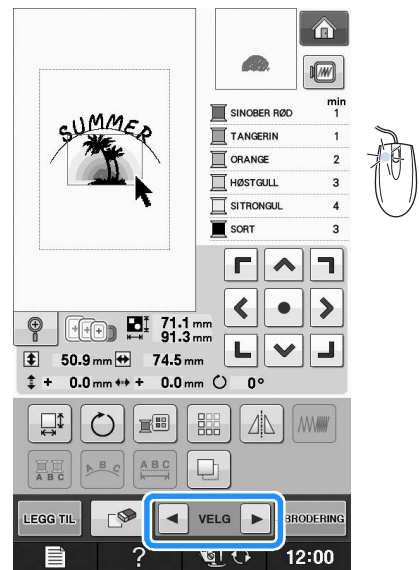 SUMMER
min
SINOBER RØD 1
TANGERIN 1
ORANGE 2
HØSTGULL 3
SITRONGUL 4
SORT 3
71.1 mm
91.3 mm
50.9 mm 74.5 mm
+ 0.0 mm + 0.0 mm 0°
A B C A B C A B C
LEGG TIL VELG BRODERING
? 12:00